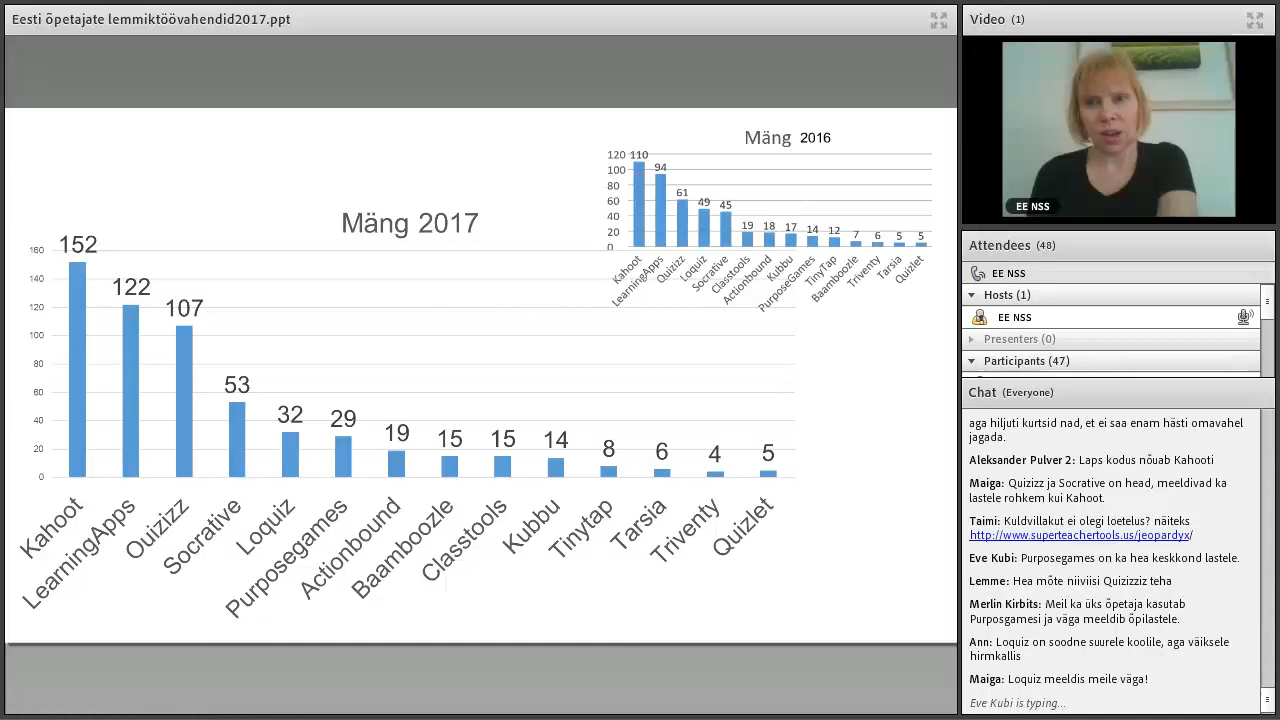 Eesti õpetajate lemmiktöövahendid2017.ppt
Mäng 2016
120
100
80
60
40
20
0
110
94
61
49
45
19
18
17
14
12
7
6
5
5
Kahoot
LearningApps
Quizizz
Loquiz
Socrative
Classtools
Actionbound
Kubbu
PurposeGames
TinyTap
Baamboozle
Triventy
Tarsia
Quizlet
Mäng 2017
180
160
140
120
100
80
60
40
20
0
152
122
107
53
32
29
19
15
15
14
8
6
4
5
Kahoot
LearningApps
Ouizizz
Socrative
Loquiz
Purposegames
Actionbound
Baamboozle
Classtools
Kubbu
Tinytap
Tarsia
Triventy
Quizlet
Video (1)
EE NSS
Attendees (48)
EE NSS
Hosts (1)
EE NSS
Presenters (0)
Participants (47)
Chat (Everyone)
aga hiljuti kurtsid nad, et ei saa enam hästi omavahel
jagada.
Aleksander Pulver 2: Laps kodus nõuab Kahooti
Maiga: Quizizz ja Socrative on head, meeldivad ka
lastele rohkem kui Kahoot.
Taimi: Kuldvillakut ei olegi loetelus? näiteks
http://www.superteachertools.us/jeopardyx/
Eve Kubi: Purposegames on ka hea keskkond lastele.
Lemme: Hea mõte niiviisi Quizizziz teha
Merlin Kirbits: Meil ka üks õpetaja kasutab
Purposgamesi ja väga meeldib õpilastele.
Ann: Loquiz on soodne suurele koolile, aga väiksele
hirmkallis
Maiga: Loquiz meeldis meile väga!
Eve Kubi is typing...